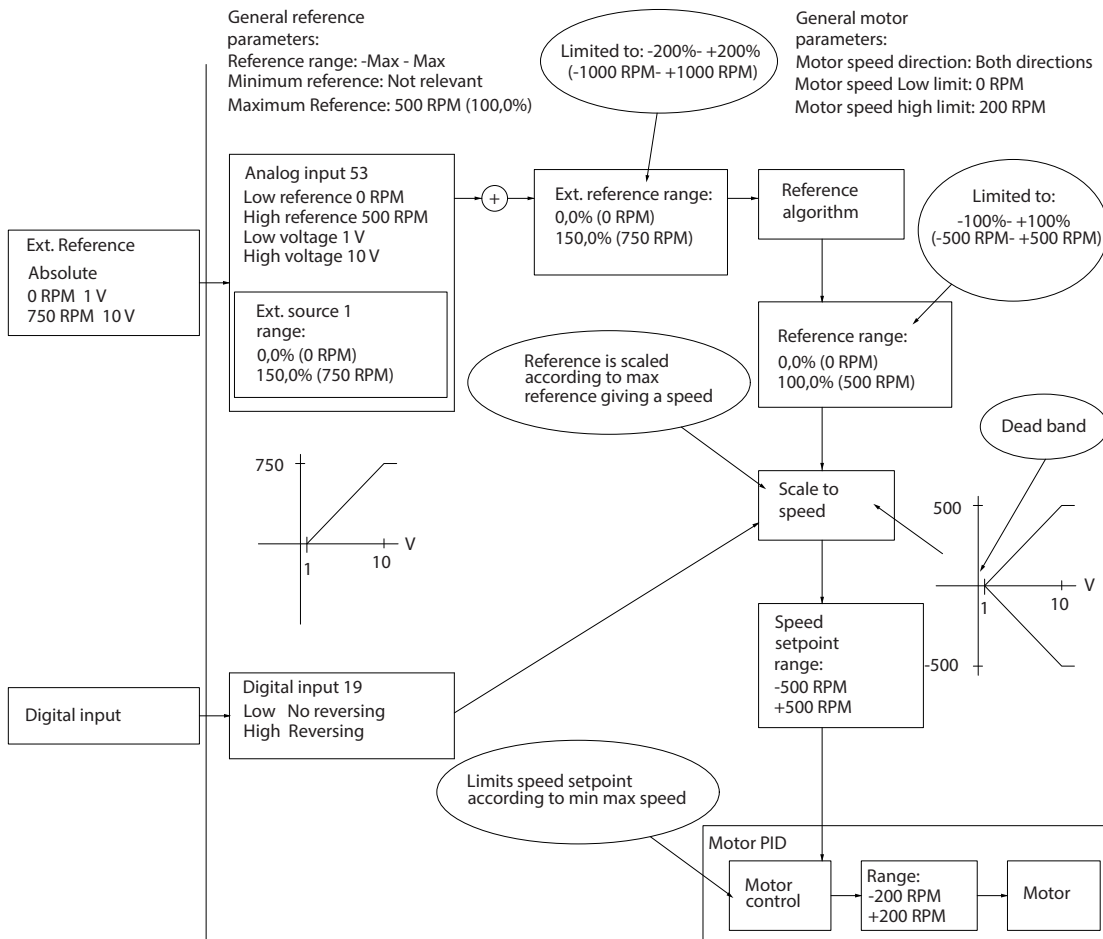 General reference
parameters:
Reference range: -Max - Max
Minimum reference: Not relevant
Maximum Reference: 500 RPM (100,0%)
Limited to: -200%- +200%
(-1000 RPM- +1000 RPM)
General motor
parameters:
Motor speed direction: Both directions
Motor speed Low limit: 0 RPM
Motor speed high limit: 200 RPM
Ext. Reference
Absolute
0 RPM 1 V
750 RPM 10 V
Analog input 53
Low reference 0 RPM
High reference 500 RPM
Low voltage 1 V
High voltage 10 V
Ext. source 1
range:
0,0% (0 RPM)
150,0% (750 RPM)
+
Ext. reference range:
0,0% (0 RPM)
150,0% (750 RPM)
Reference
algorithm
Limited to:
-100%- +100%
(-500 RPM- +500 RPM)
Reference range:
0,0% (0 RPM)
100,0% (500 RPM)
Reference is scaled
according to max
reference giving a speed
Dead band
750
V
1
10
Scale to
speed
500
V
1
10
-500
Speed
setpoint
range:
-500 RPM
+500 RPM
Digital input
Digital input 19
Low No reversing
High Reversing
Limits speed setpoint
according to min max speed
Motor PID
Motor
control
Range:
-200 RPM
+200 RPM
Motor